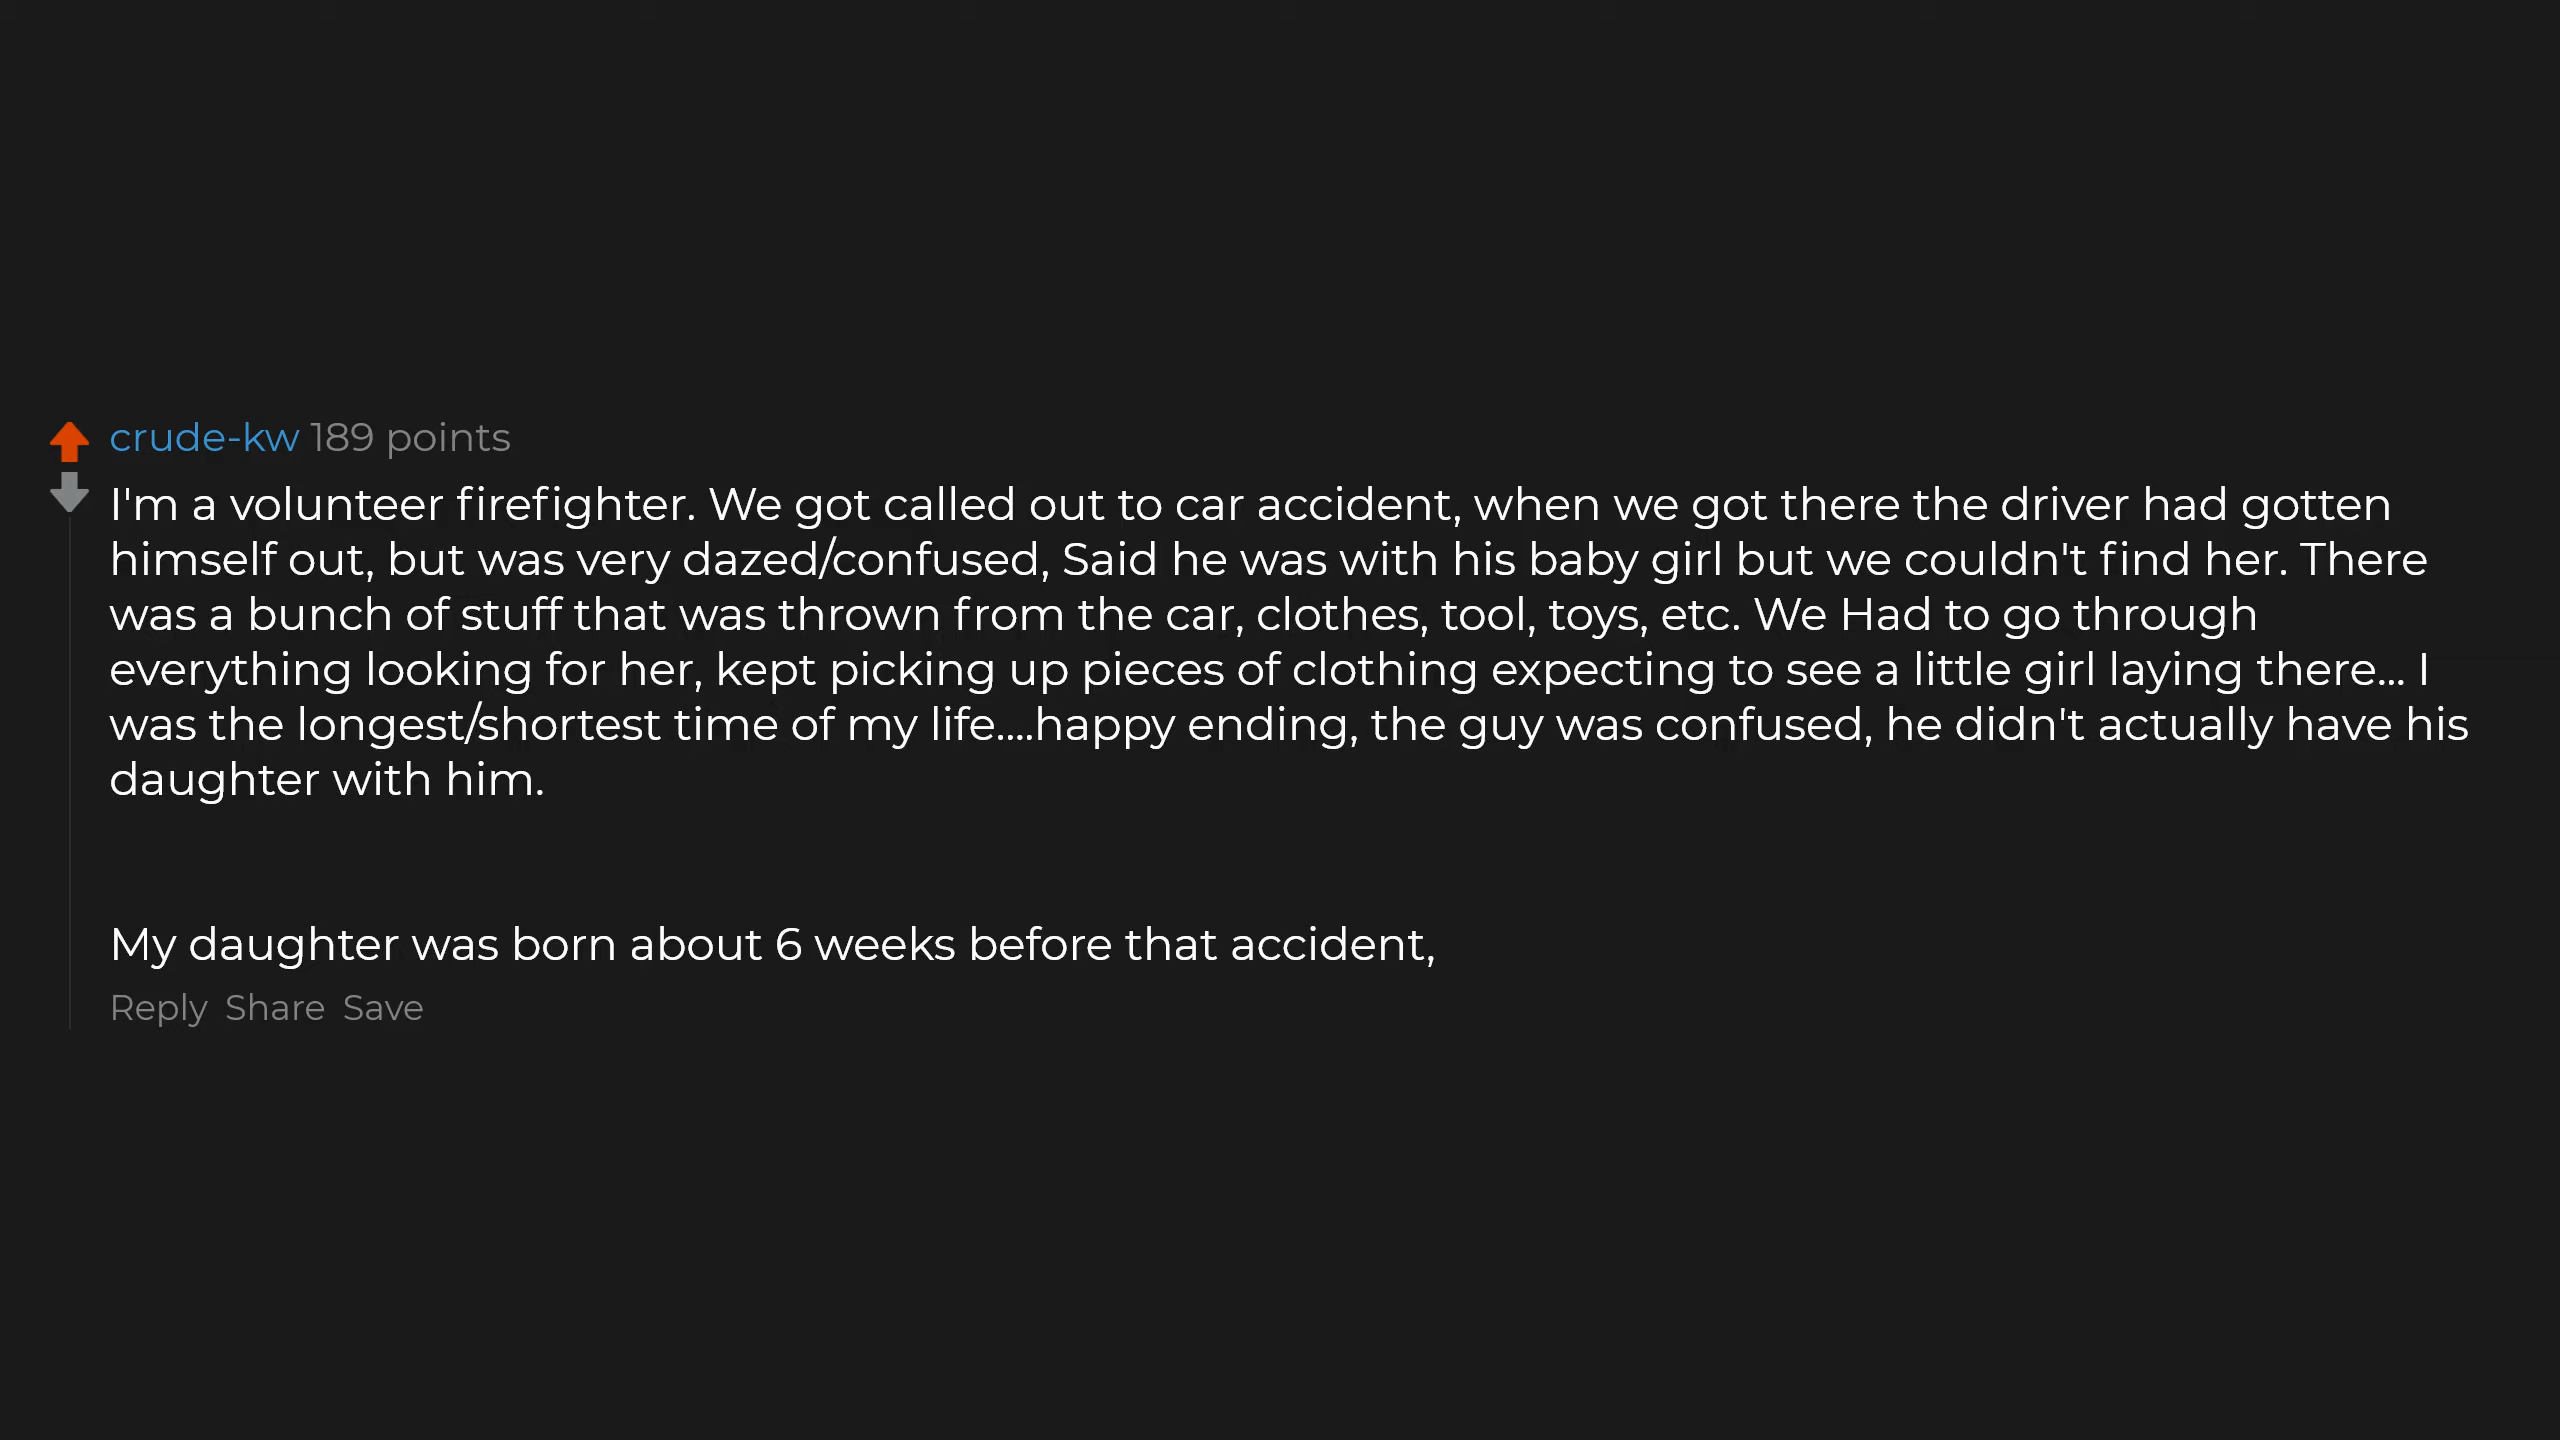 crude-kw 189 points
I'm a volunteer firefighter. We got called out to car accident, when we got there the driver had gotten
himself out, but was very dazed/confused, Said he was with his baby girl but we couldn't find her. There
was a bunch of stuff that was thrown from the car, clothes, tool, toys, etc. We Had to go through
everything looking for her, kept picking up pieces of clothing expecting to see a little girl laying there... I
was the longest/shortest time of my life....happy ending, the guy was confused, he didn't actually have his
daughter with him.
My daughter was born about 6 weeks before that accident,
Reply Share Save